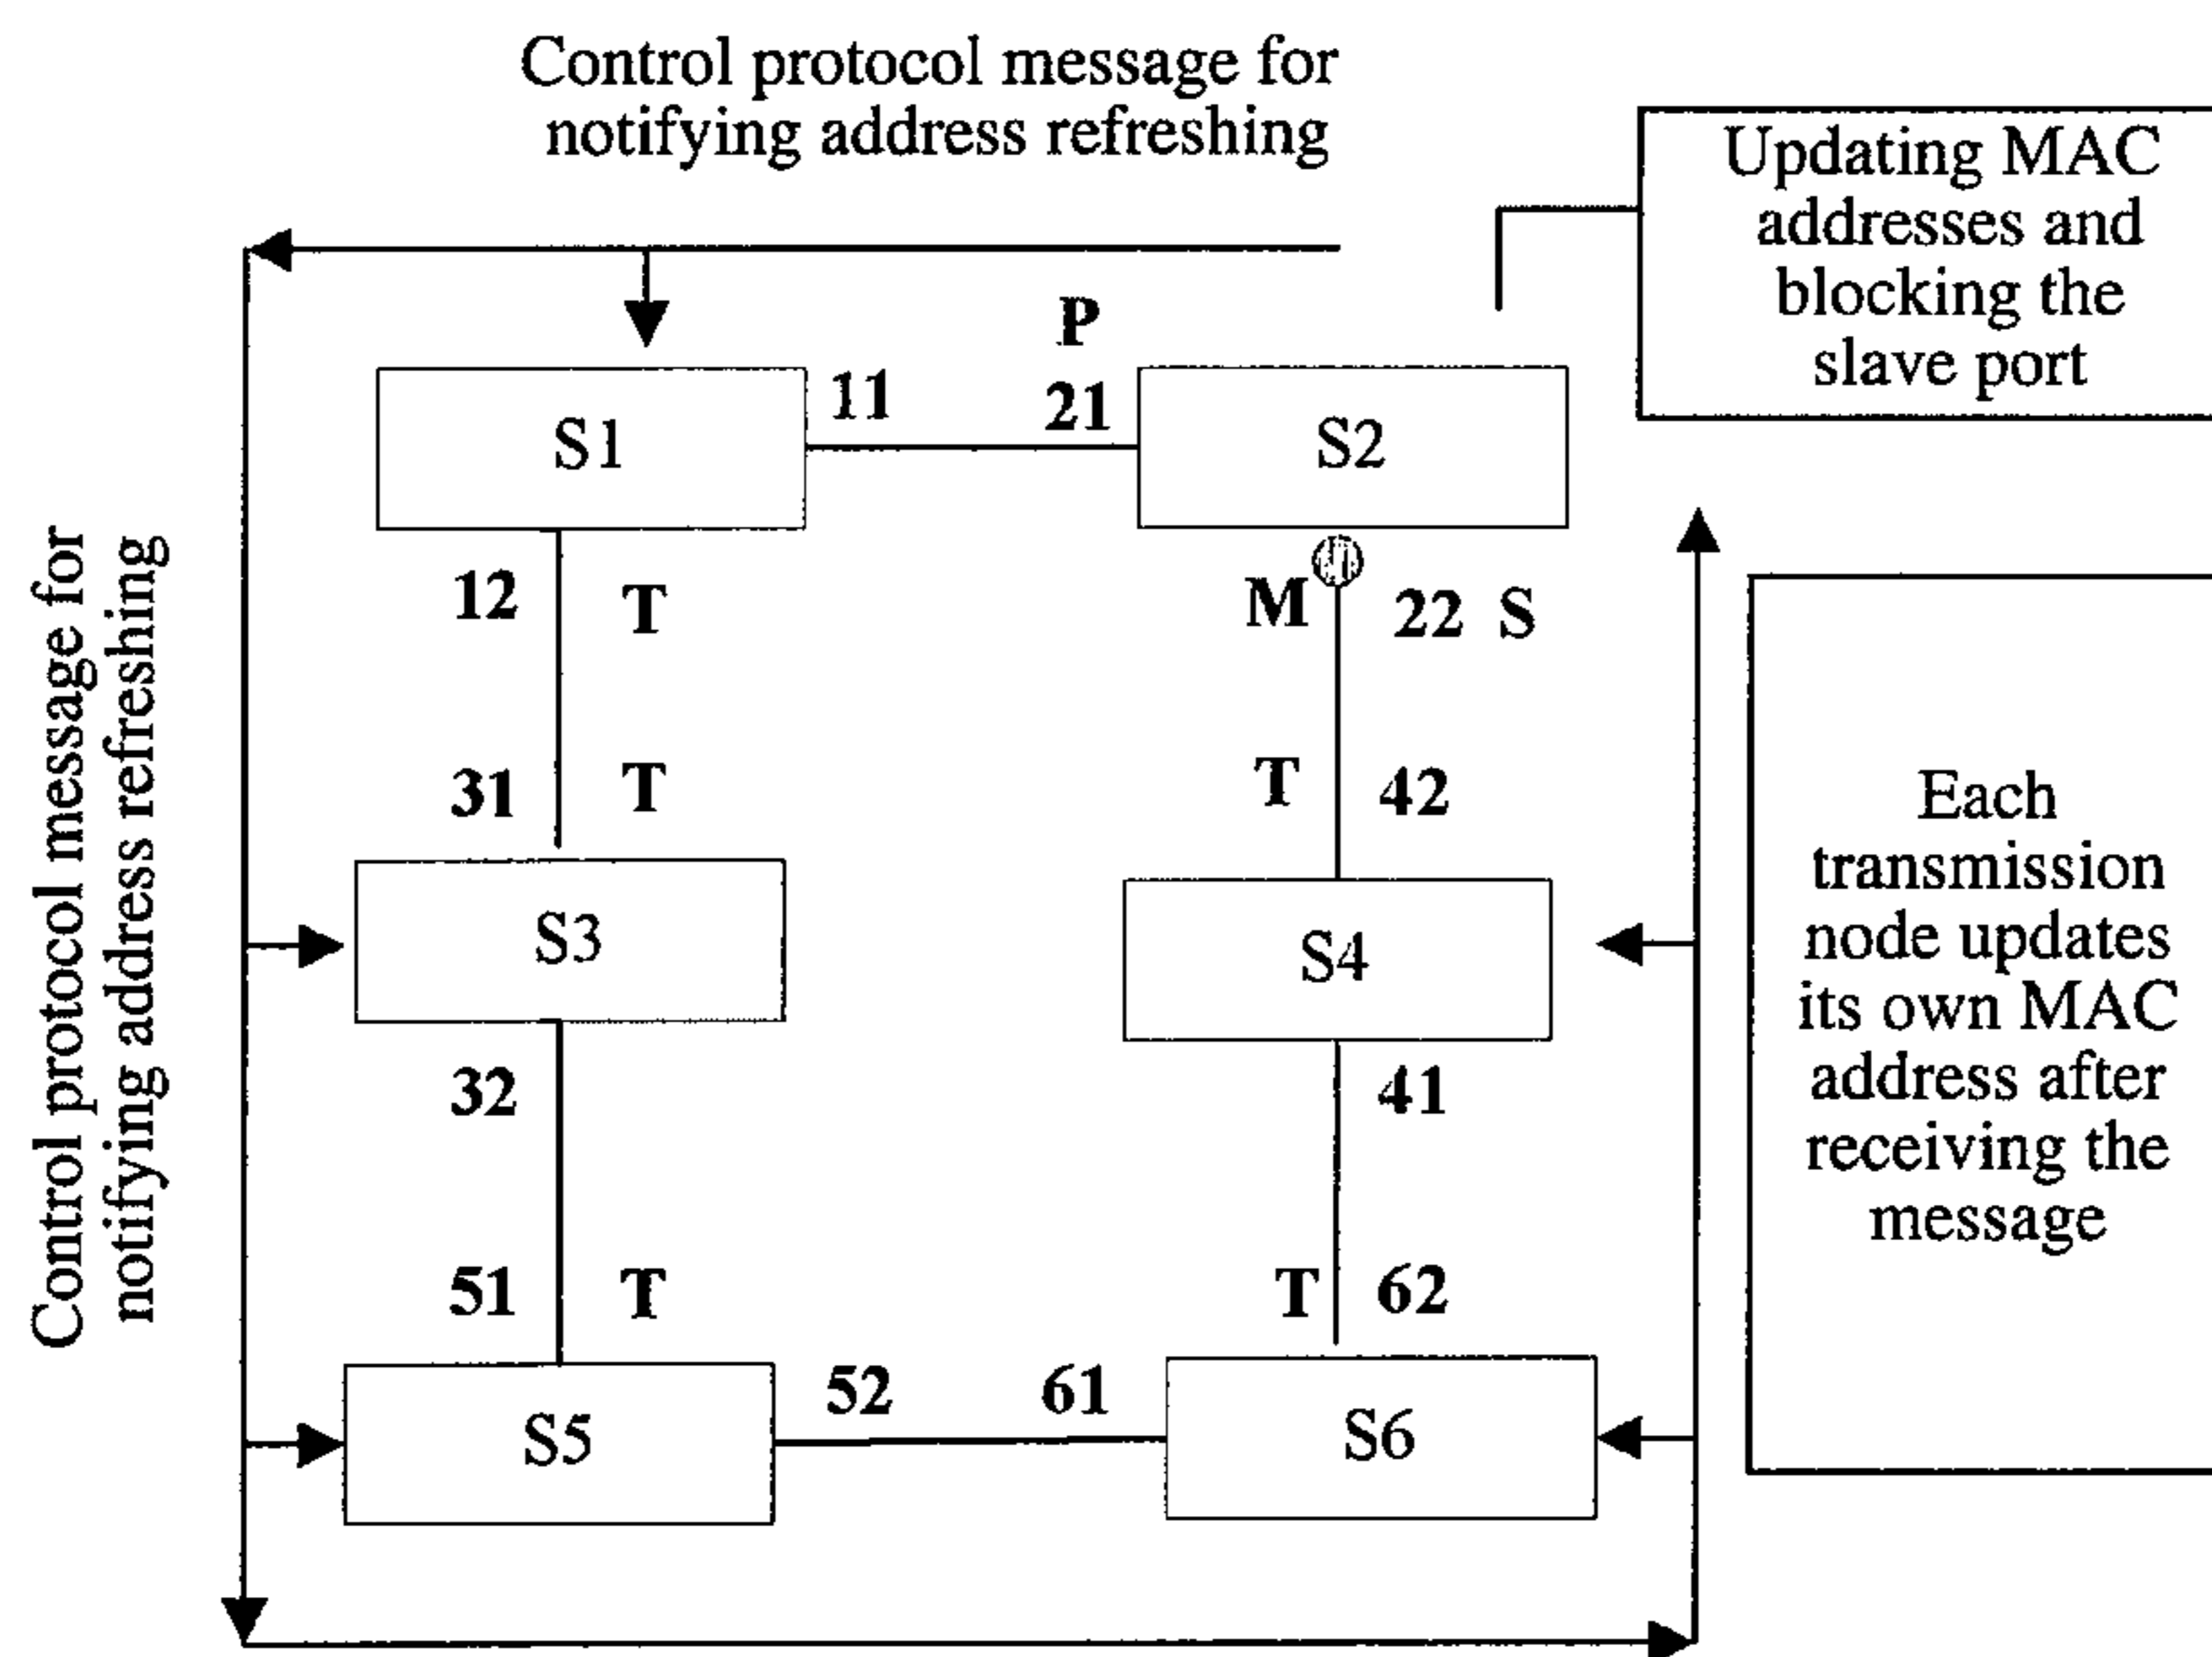 Control protocol message for
notifying address refreshing
Updating MAC
addresses and
blocking the
slave port
P
11
21
S1
S2
12
T
M
22 S
31
T
T
42
Control protocol message for
notifying address refreshing
S3
S4
Each
transmission
node updates
its own MAC
address after
receiving the
message
32
41
51
T
T
62
52
61
S5
S6